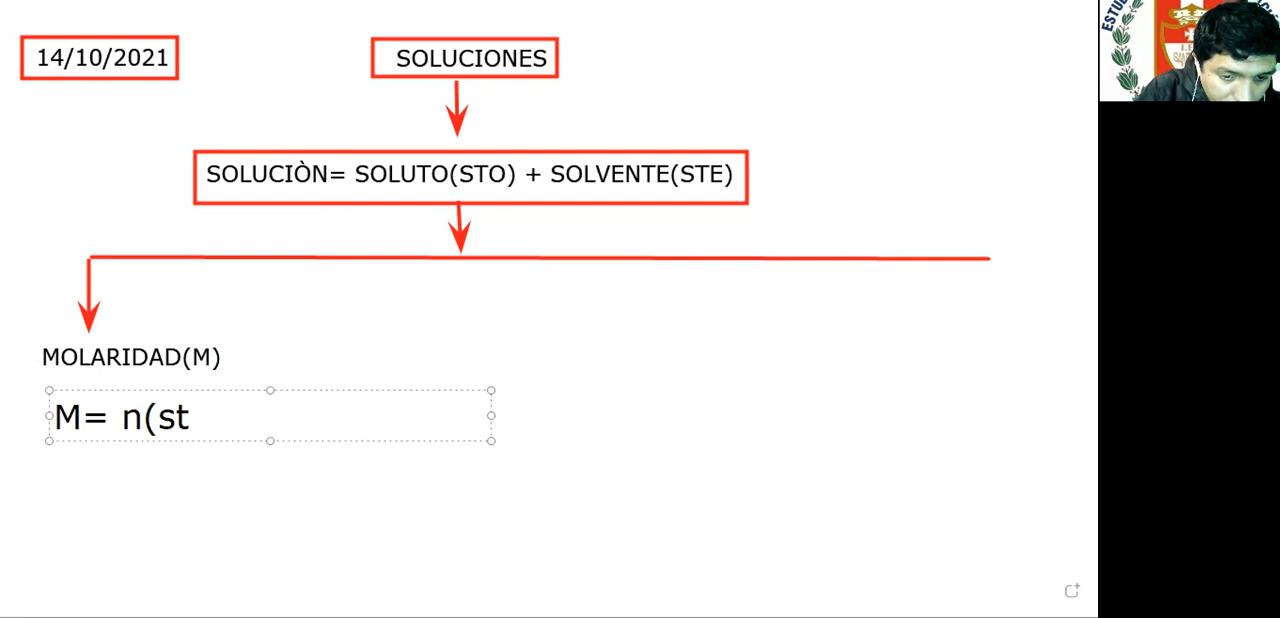 14/10/2021
SOLUCIONES
SOLUCIÒN= SOLUTO(STO) + SOLVENTE(STE)
MOLARIDAD(M)
M= n(st